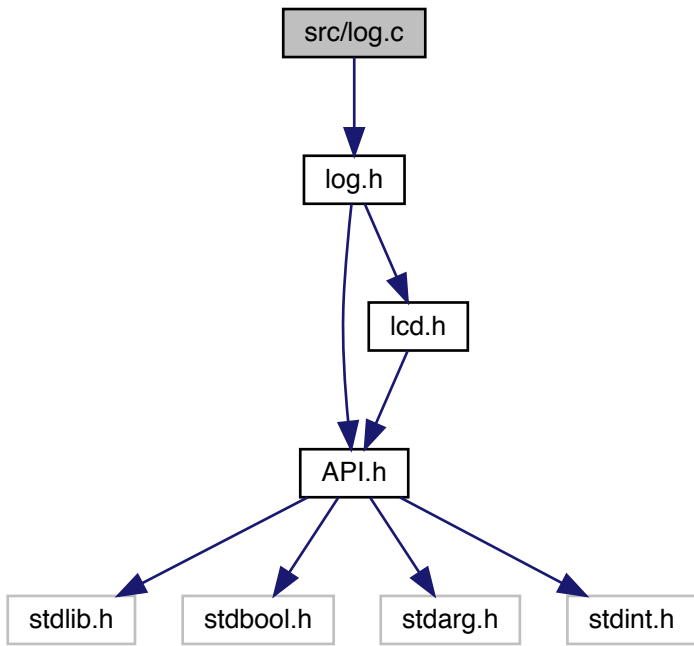 src/log.c
log.h
lcd.h
API.h
stdlib.h
stdbool.h
stdarg.h
stdint.h